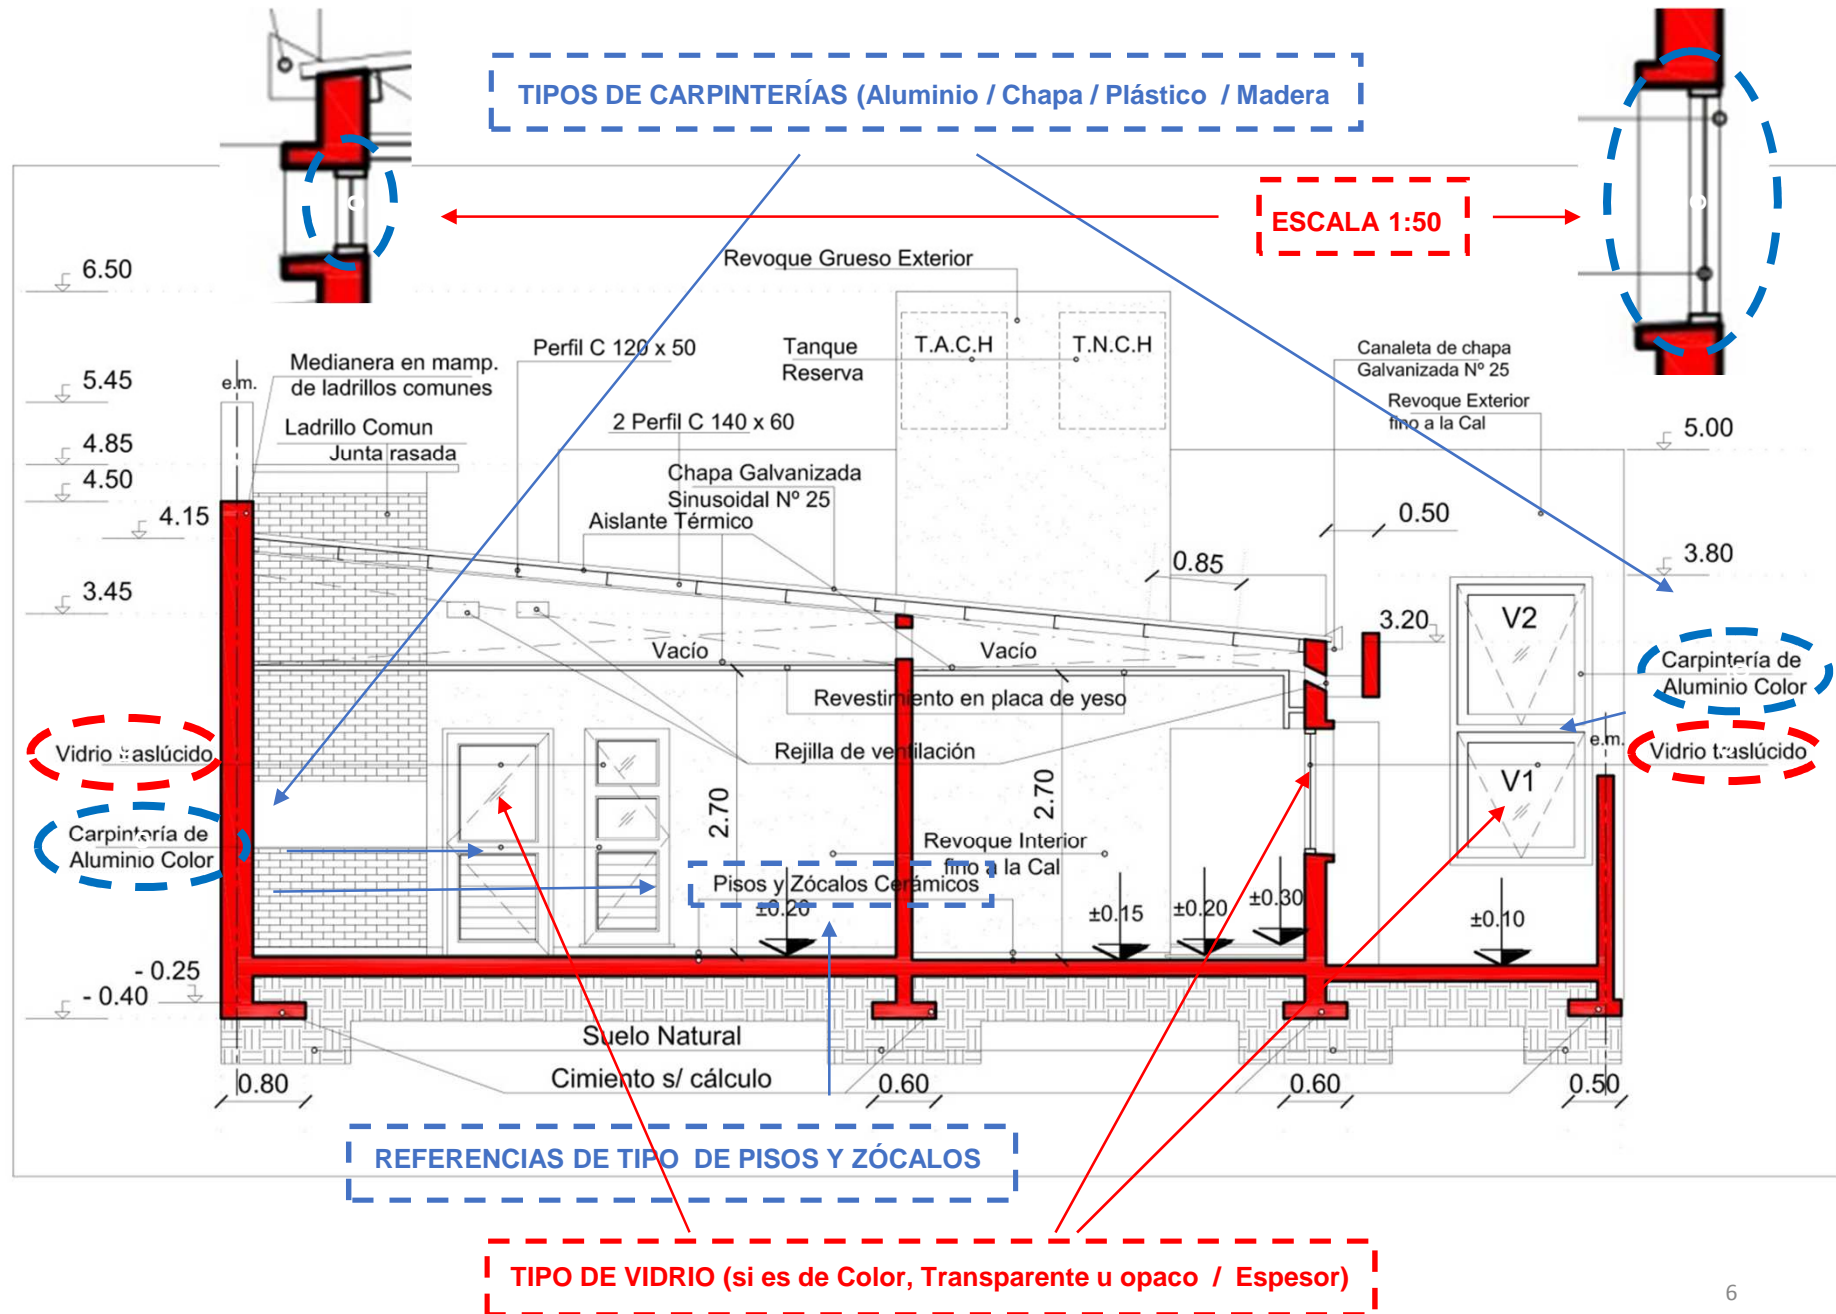 TIPOS DE CARPINTERÍAS (Aluminio / Chapa / Plástico / Madera
ESCALA 1:50
Revoque Grueso Exterior
6.50
Perfil C 120 x 50
Tanque
Reserva
T.A.C.H
T.N.C.H
Canaleta de chapa
Galvanizada Nº 25
Medianera en mamp.
de ladrillos comunes
5.45
e.m.
Revoque Exterior
fino a la Cal
Ladrillo Comun
Junta rasada
2 Perfil C 140 x 60
4.85
5.00
4.50
Chapa Galvanizada
Sinusoidal Nº 25
4.15
Aislante Térmico
0.50
0.85
3.80
3.45
V2
3.20
Vacío
Vacío
Carpintería de
Aluminio Color
Revestimiento en placa de yeso
Vidrio traslúcido
Rejilla de ventilación
e.m.
Vidrio traslúcido
V1
2.70
2.70
Carpintería de
Aluminio Color
Revoque Interior
fino a la Cal
Pisos y Zócalos Cerámicos
±0.20
±0.15
±0.20
±0.30
±0.10
- 0.25
- 0.40
Suelo Natural
Cimiento s/ cálculo
0.80
0.60
0.60
0.50
REFERENCIAS DE TIPO DE PISOS Y ZÓCALOS
TIPO DE VIDRIO (si es de Color, Transparente u opaco / Espesor)
6